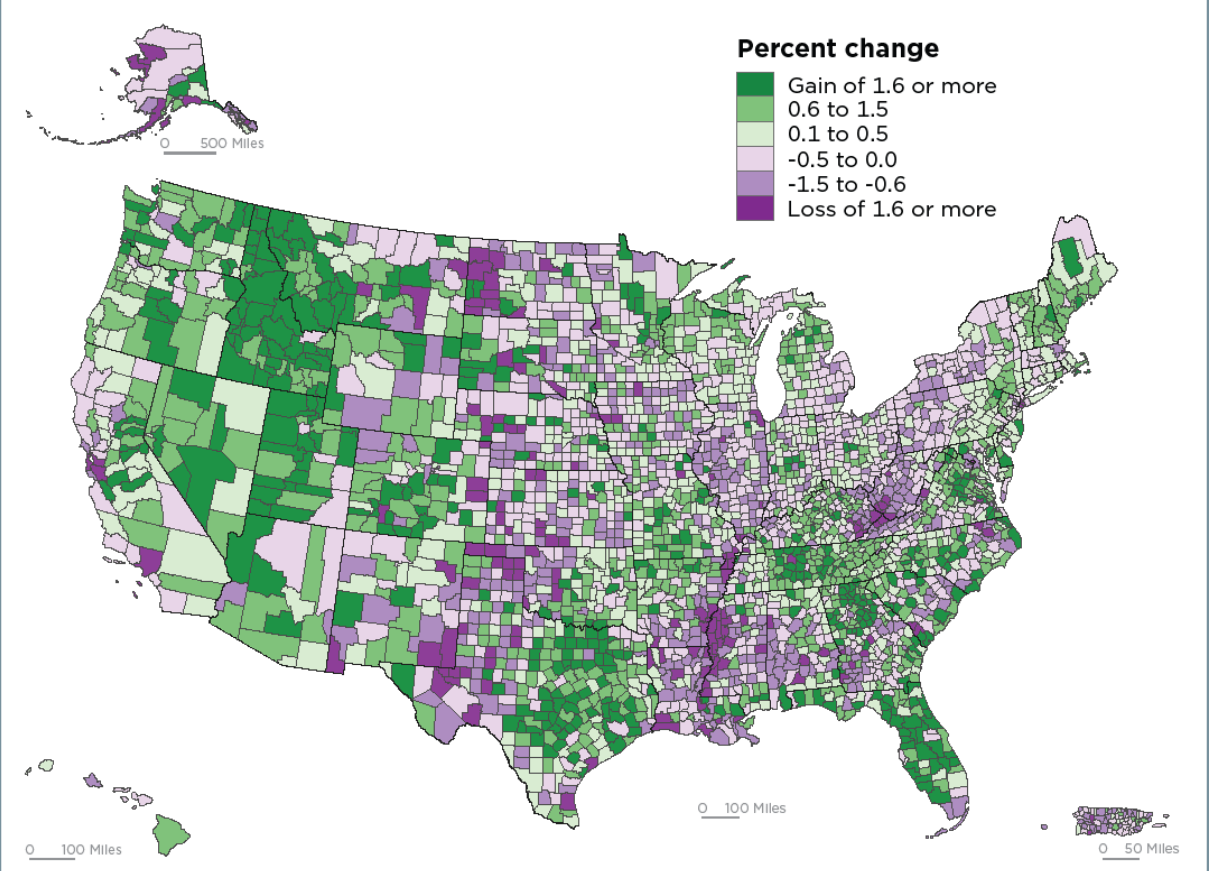 Percent change
Gain of 1.6 or more
0.6 to 1.5
0.1 to 0.5
-0.5 to 0.0
-1.5 to -0.6
Loss of 1.6 or more
0 500 Miles
0 100 Miles
0 100 Miles
0 50 Miles